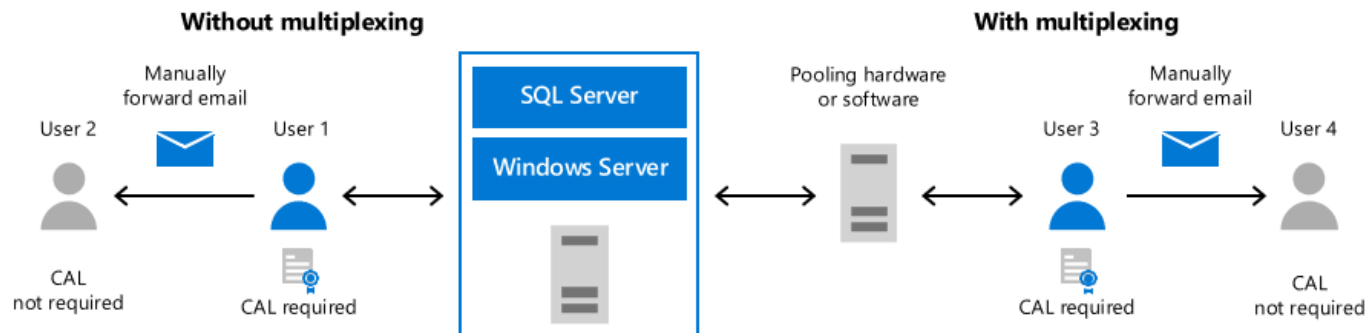 Without multiplexing
With multiplexing
Manually
forward email
User 2
User 1
SQL Server
Windows Server
Pooling hardware
or software
Manually
forward email
User 3
User 4
CAL
not required
CAL required
CAL required
CAL
not required